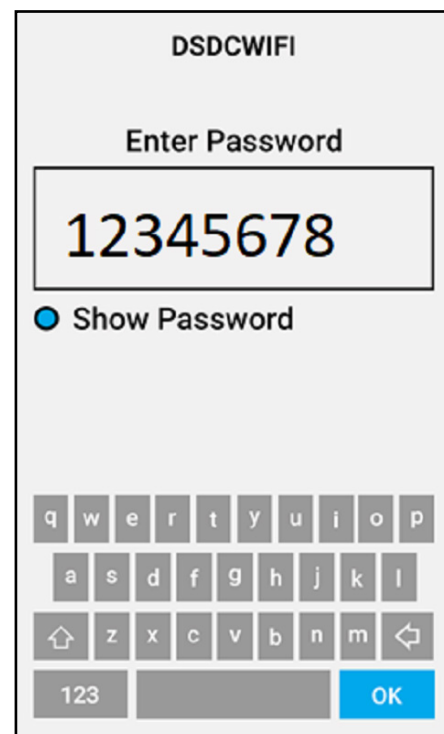 DSDCWIFI
Enter Password
12345678
Show Password
q w e r t y u i o p
a s d f g h j k l
z x c v b n m
123 OK